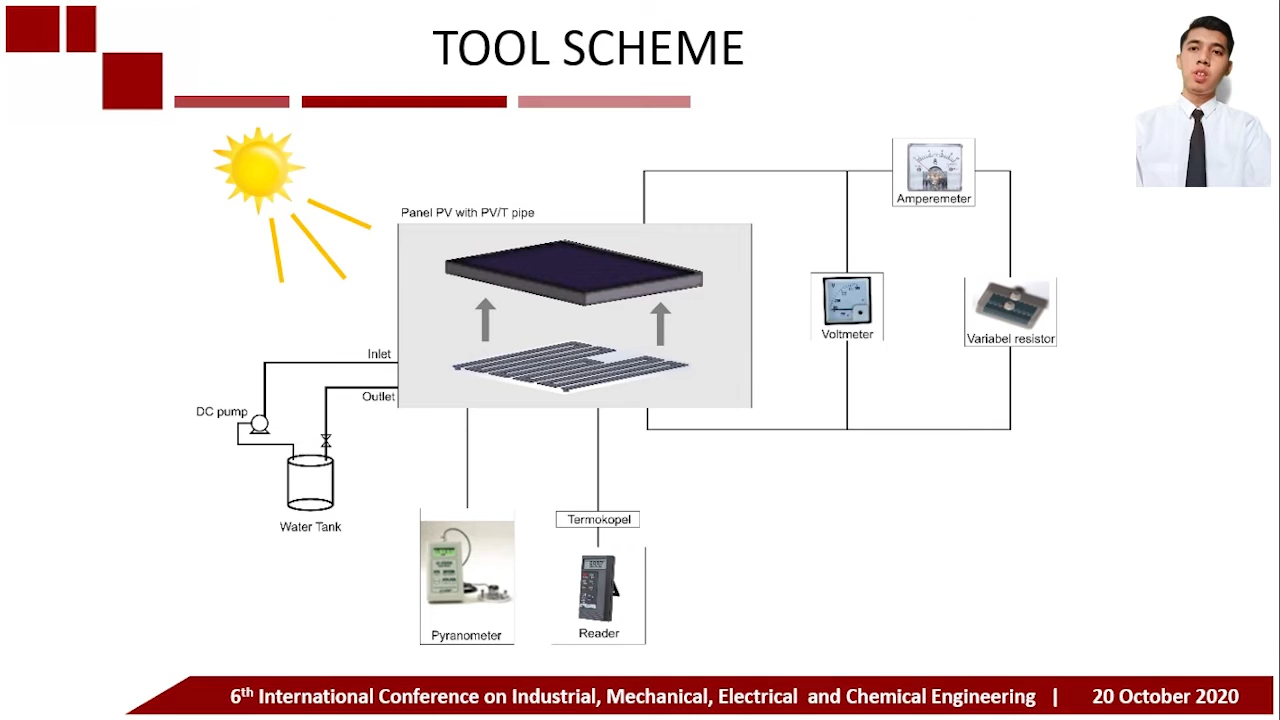 TOOL SCHEME
Panel PV with PV/T pipe
Amperemeter
Voltmeter
Variabel resistor
Inlet
Outlet
DC pump
Water Tank
Termokopel
Pyranometer
Reader
6th International Conference on Industrial, Mechanical, Electrical and Chemical Engineering | 20 October 2020